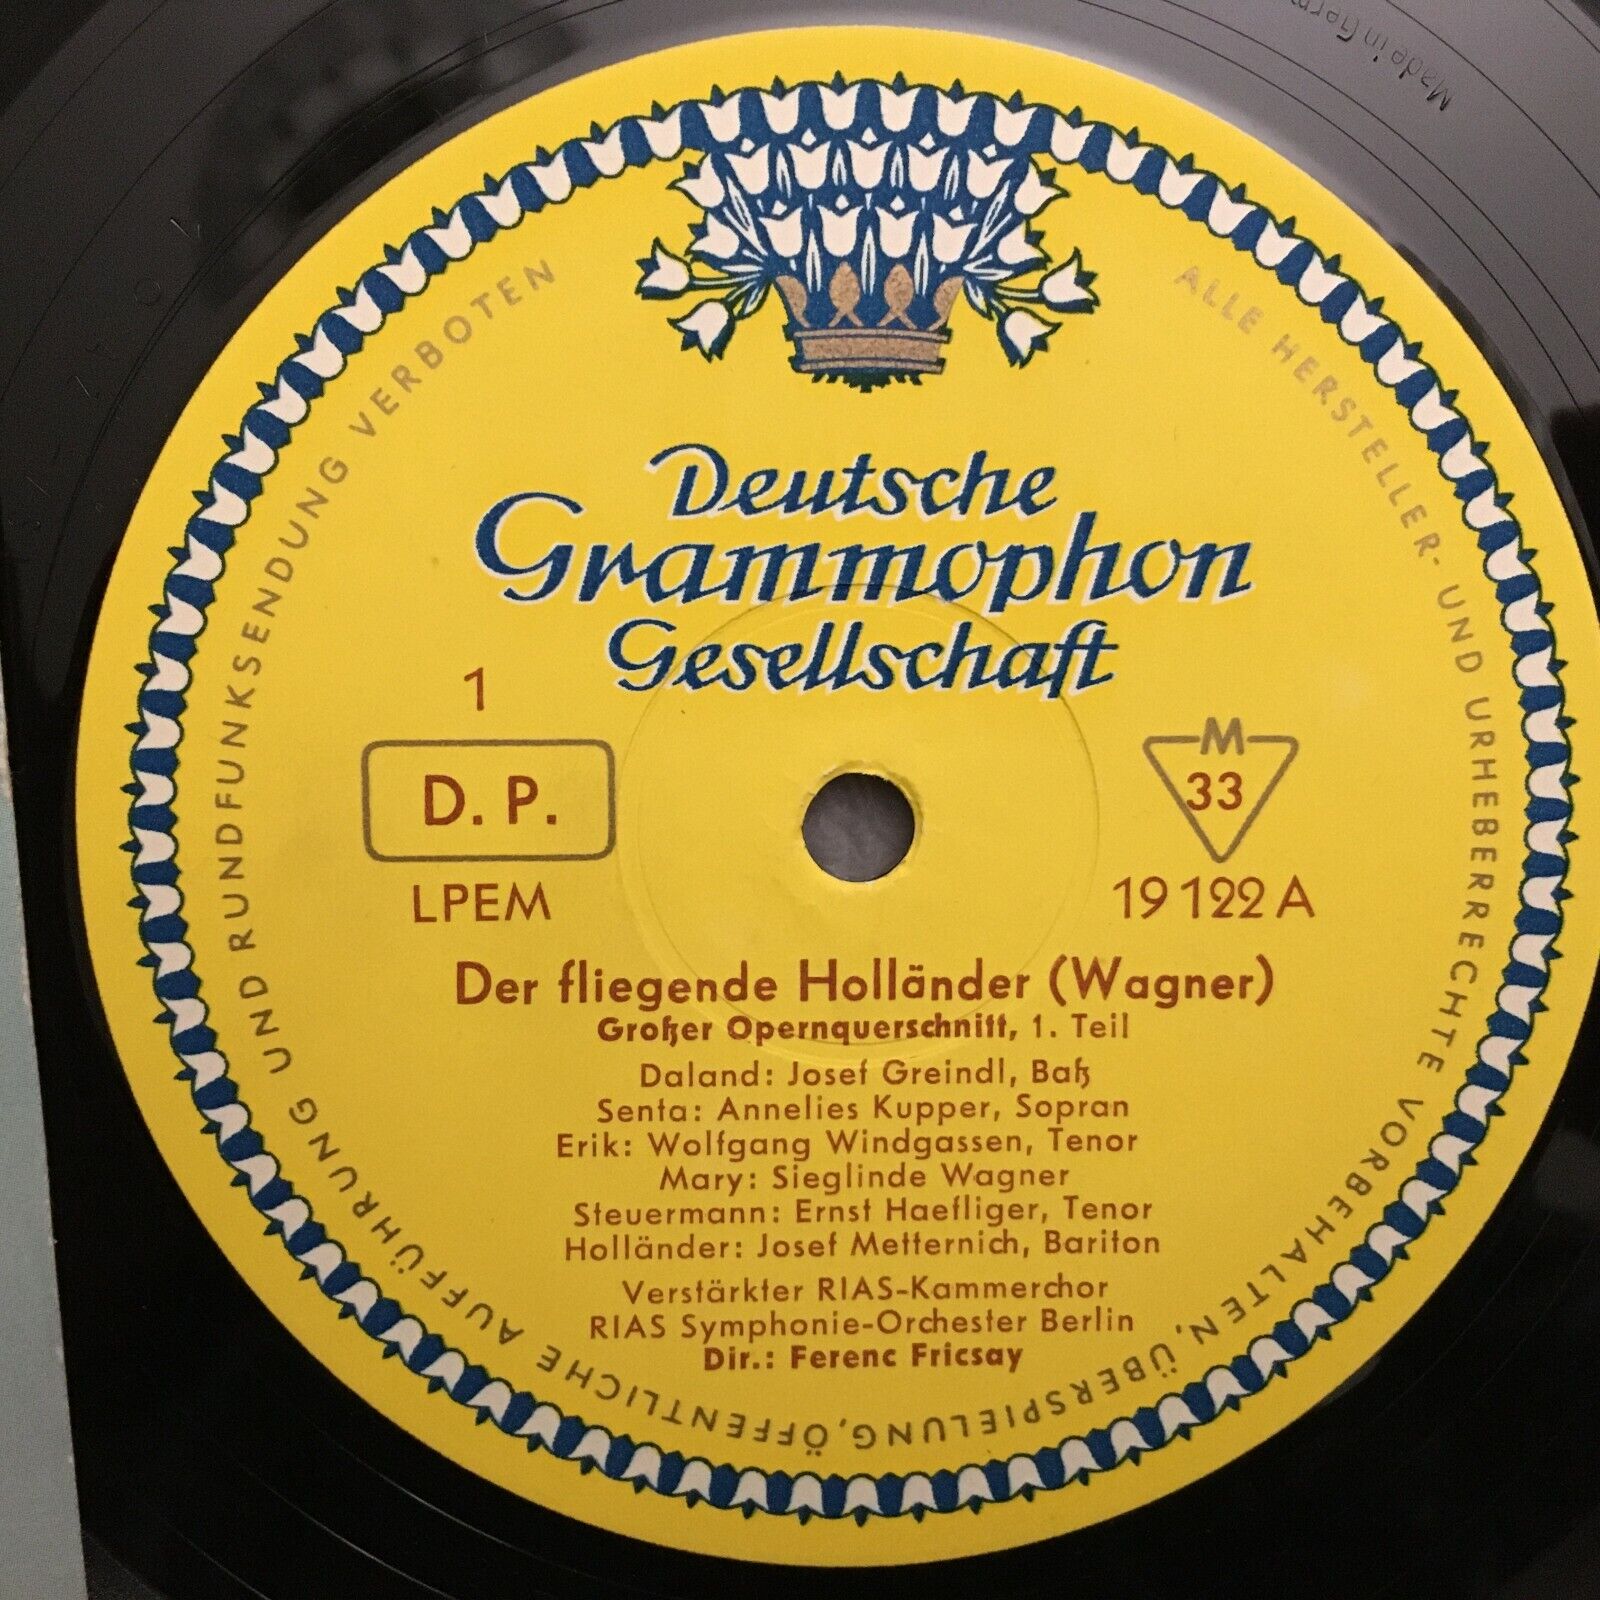 Made in Germ
ALLE HERSTELLER- UND URHEBERRECHTE VORBEHALTEN, ÜBERSPIELUNG, ÖFFENTLICHE AUFFÜHRUNG UND RUNDFUNKSENDUNG VERBOTEN
Deutsche
Grammophon
Gesellschaft
1
D. P.
LPEM
M
33
19 122 A
Der fliegende Holländer (Wagner)
Großer Opernquerschnitt, 1. Teil
Daland: Josef Greindl, Baß
Senta: Annelies Kupper, Sopran
Erik: Wolfgang Windgassen, Tenor
Mary: Sieglinde Wagner
Steuermann: Ernst Haefliger, Tenor
Holländer: Josef Metternich, Bariton
Verstärkter RIAS-Kammerchor
RIAS Symphonie-Orchester Berlin
Dir.: Ferenc Fricsay